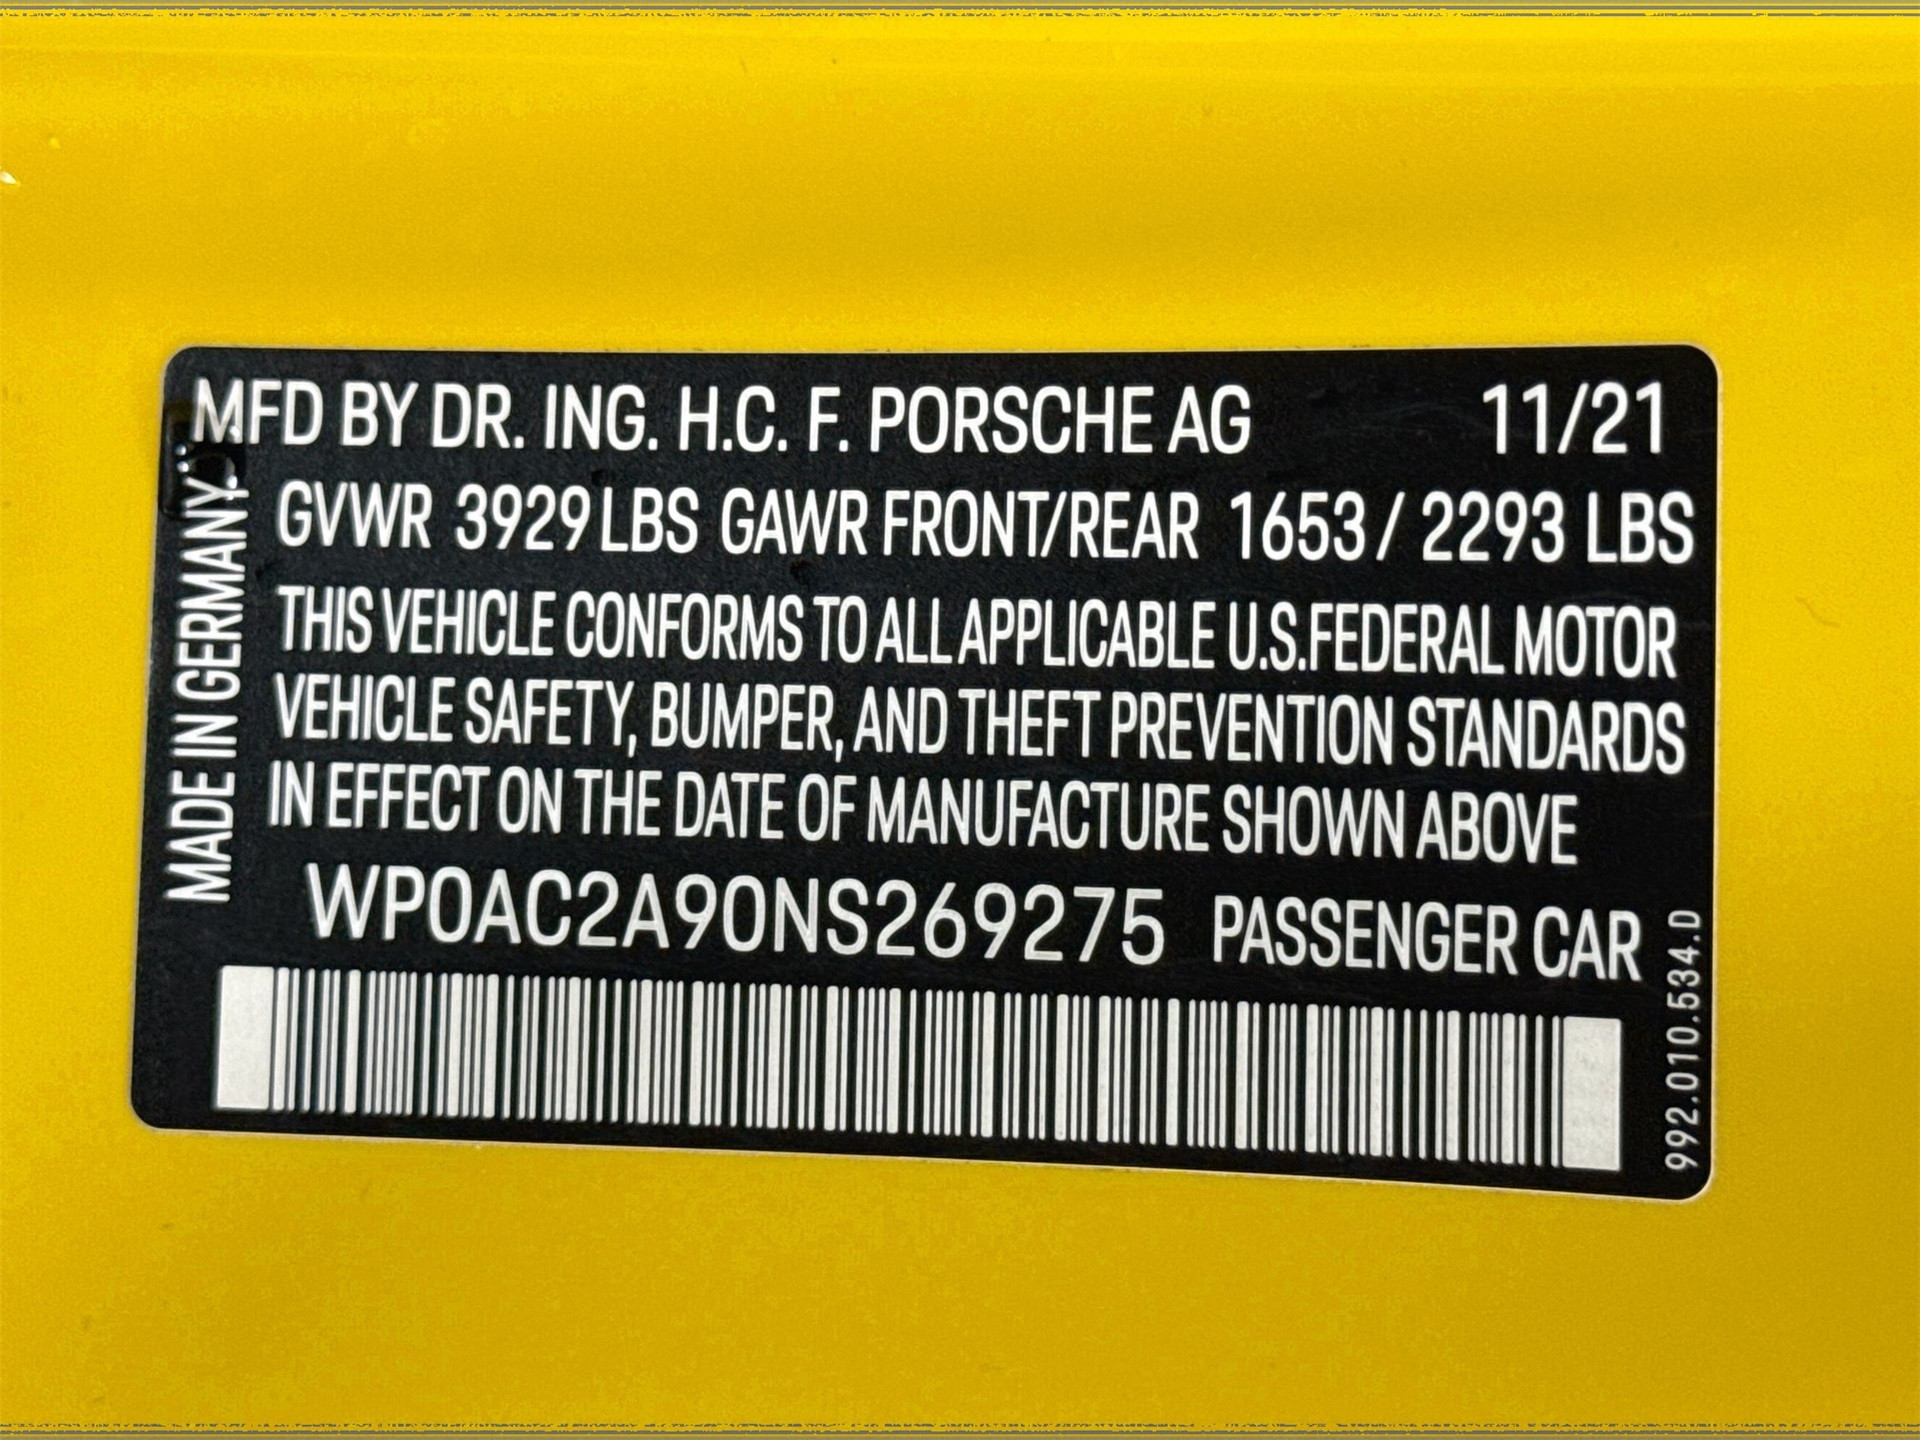 MFD BY DR. ING. H.C. F. PORSCHE AG 11/21
GVWR 3929 LBS GAWR FRONT/REAR 1653 / 2293 LBS
THIS VEHICLE CONFORMS TO ALL APPLICABLE U.S.FEDERAL MOTOR
VEHICLE SAFETY, BUMPER, AND THEFT PREVENTION STANDARDS
IN EFFECT ON THE DATE OF MANUFACTURE SHOWN ABOVE
WP0AC2A90NS269275 PASSENGER CAR
MADE IN GERMANY
992.010.534.D